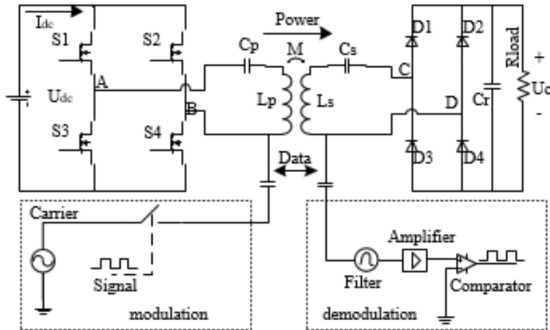 Idc
Power
S1
S2
Cp
M
Cs
D1
D2
Rload
+
A
C
Udc
B
Lp
Ls
D
Cr
Uo
-
S3
S4
D3
D4
Data
Carrier
Signal
modulation
Amplifier
Filter
Comparator
demodulation